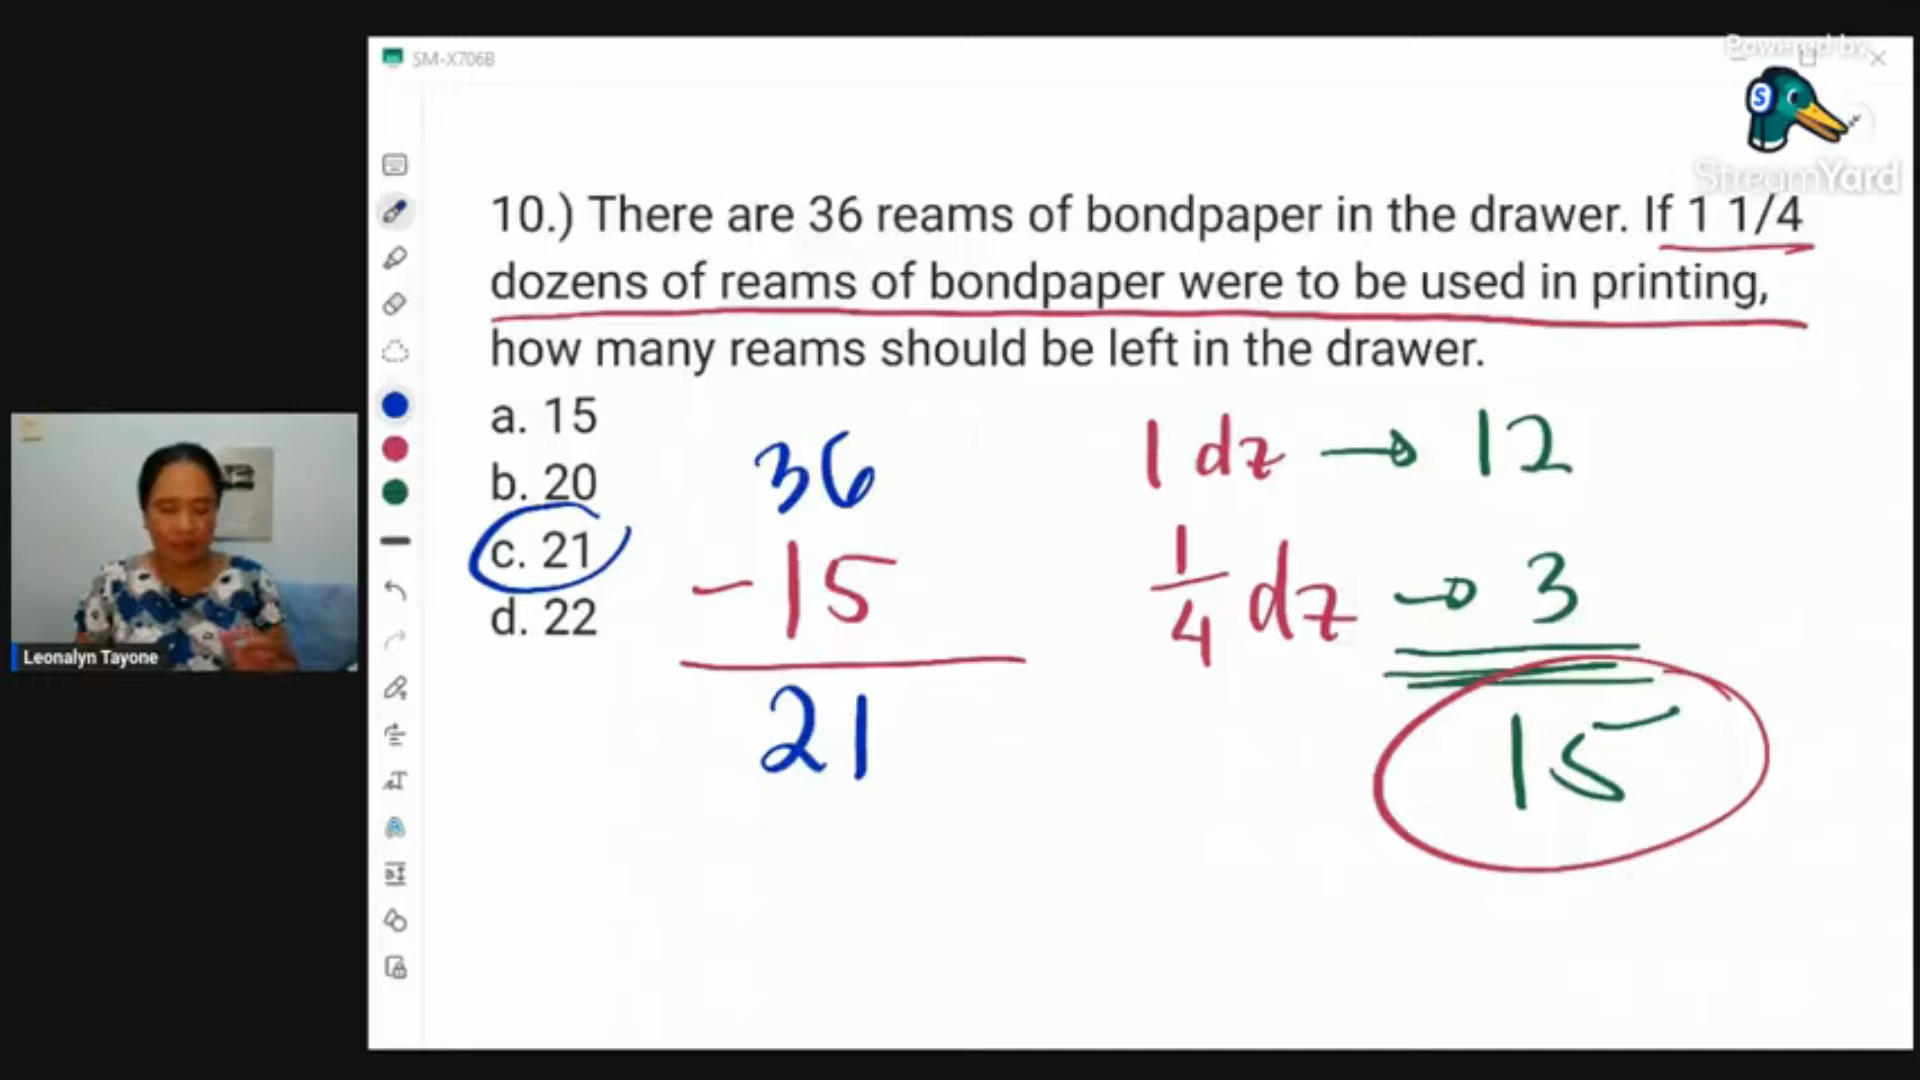 SM-X706B
Powered by
StreamYard
10.) There are 36 reams of bondpaper in the drawer. If 1 1/4
dozens of reams of bondpaper were to be used in printing,
how many reams should be left in the drawer.
a. 15
b. 20
c. 21
d. 22
36
-15
21
1 dz → 12
1/4 dz → 3
15
Leonalyn Tayone